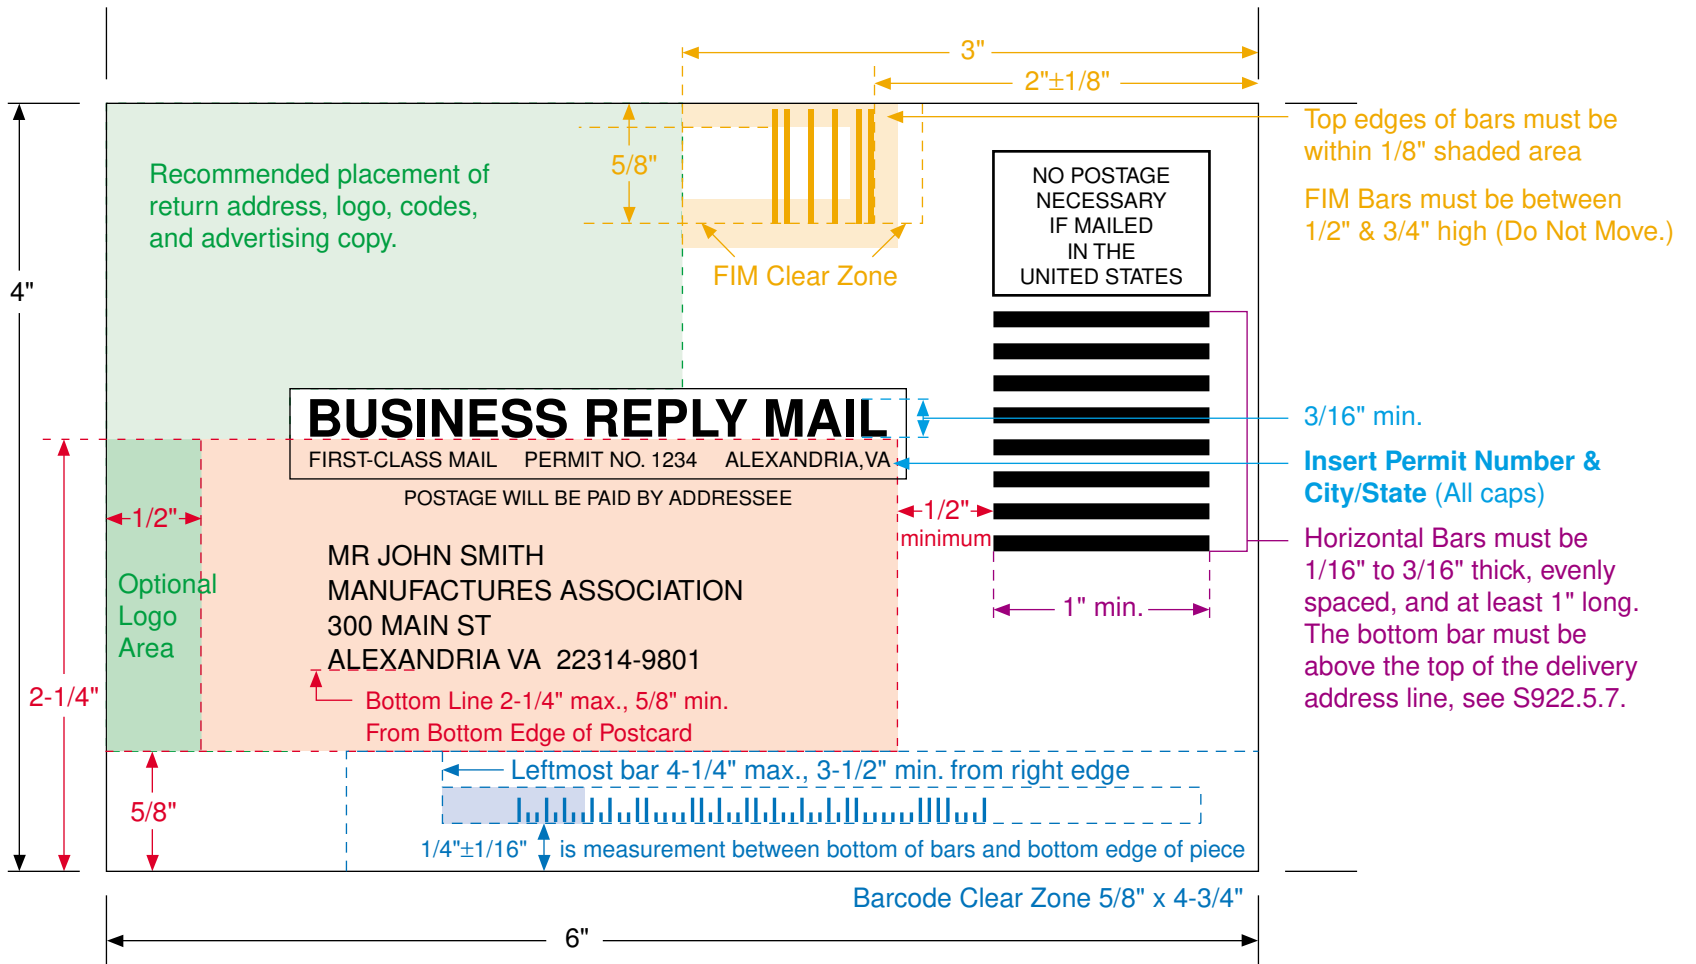 3"
2"±1/8"
Top edges of bars must be
within 1/8" shaded area
FIM Bars must be between
1/2" & 3/4" high (Do Not Move.)
5/8"
Recommended placement of
return address, logo, codes,
and advertising copy.
NO POSTAGE
NECESSARY
IF MAILED
IN THE
UNITED STATES
FIM Clear Zone
4"
BUSINESS REPLY MAIL
FIRST-CLASS MAIL PERMIT NO. 1234 ALEXANDRIA,VA
POSTAGE WILL BE PAID BY ADDRESSEE
3/16" min.
Insert Permit Number &
City/State (All caps)
1/2"
1/2"
minimum
Horizontal Bars must be
1/16" to 3/16" thick, evenly
spaced, and at least 1" long.
The bottom bar must be
above the top of the delivery
address line, see S922.5.7.
MR JOHN SMITH
MANUFACTURES ASSOCIATION
300 MAIN ST
ALEXANDRIA VA 22314-9801
Optional
Logo
Area
1" min.
2-1/4"
Bottom Line 2-1/4" max., 5/8" min.
From Bottom Edge of Postcard
Leftmost bar 4-1/4" max., 3-1/2" min. from right edge
5/8"
1/4"±1/16" is measurement between bottom of bars and bottom edge of piece
Barcode Clear Zone 5/8" x 4-3/4"
6"